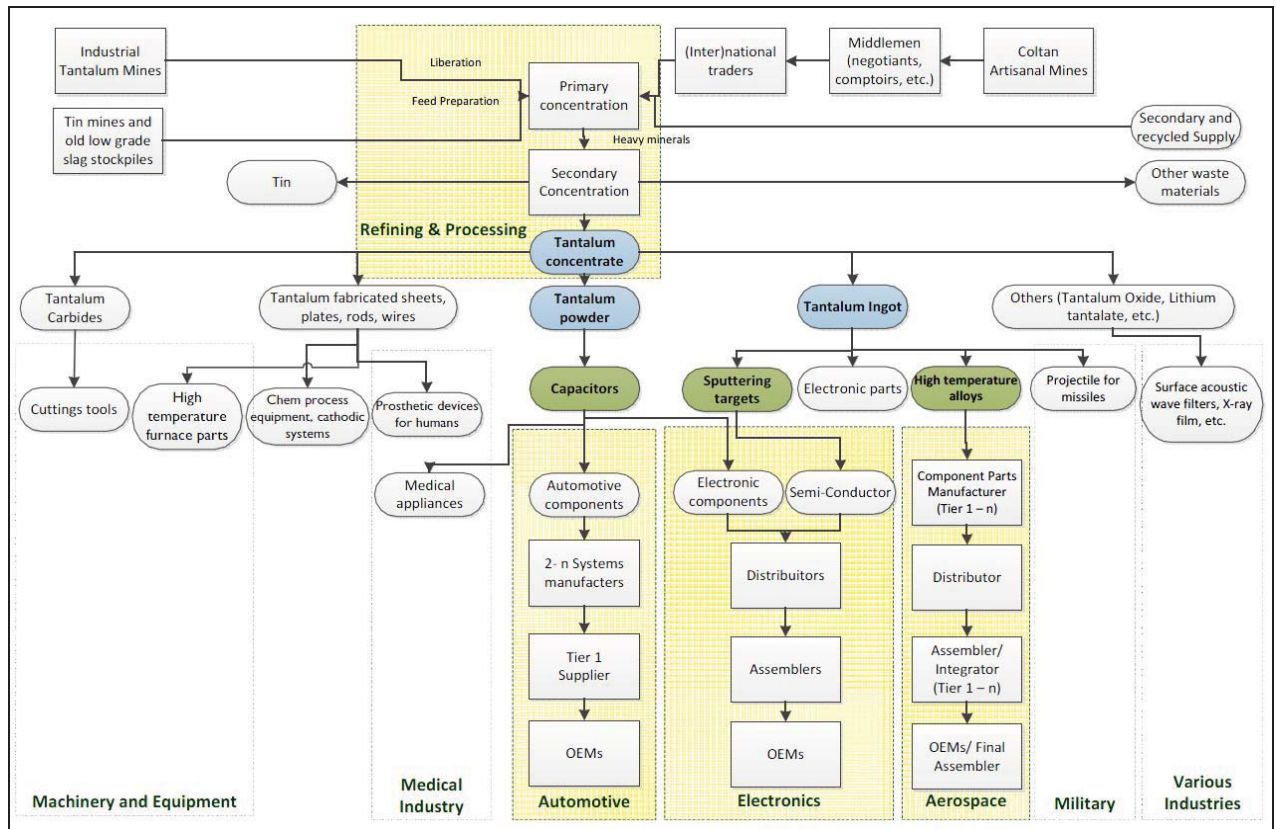 Industrial
Tantalum Mines
Liberation
Feed Preparation
Primary
concentration
(Inter)national
traders
Middlemen
(negotiants,
comptoirs, etc.)
Coltan
Artisanal Mines
Tin mines and
old low grade
slag stockpiles
Heavy minerals
Secondary and
recycled Supply
Tin
Secondary
Concentration
Other waste
materials
Refining & Processing
Tantalum
concentrate
Tantalum
Carbides
Tantalum fabricated sheets,
plates, rods, wires
Tantalum
powder
Tantalum Ingot
Others (Tantalum Oxide, Lithium
tantalate, etc.)
Cuttings tools
High
temperature
furnace parts
Chem process
equipment, cathodic
systems
Prosthetic devices
for humans
Capacitors
Sputtering
targets
Electronic parts
High temperature
alloys
Projectile for
missiles
Surface acoustic
wave filters, X-ray
film, etc.
Medical
appliances
Automotive
components
Electronic
components
Semi-Conductor
Component Parts
Manufacturer
(Tier 1 – n)
2- n Systems
manufacters
Distribuitors
Distributor
Tier 1
Supplier
Assemblers
Assembler/
Integrator
(Tier 1 – n)
OEMs
OEMs
OEMs/ Final
Assembler
Machinery and Equipment
Medical
Industry
Automotive
Electronics
Aerospace
Military
Various
Industries